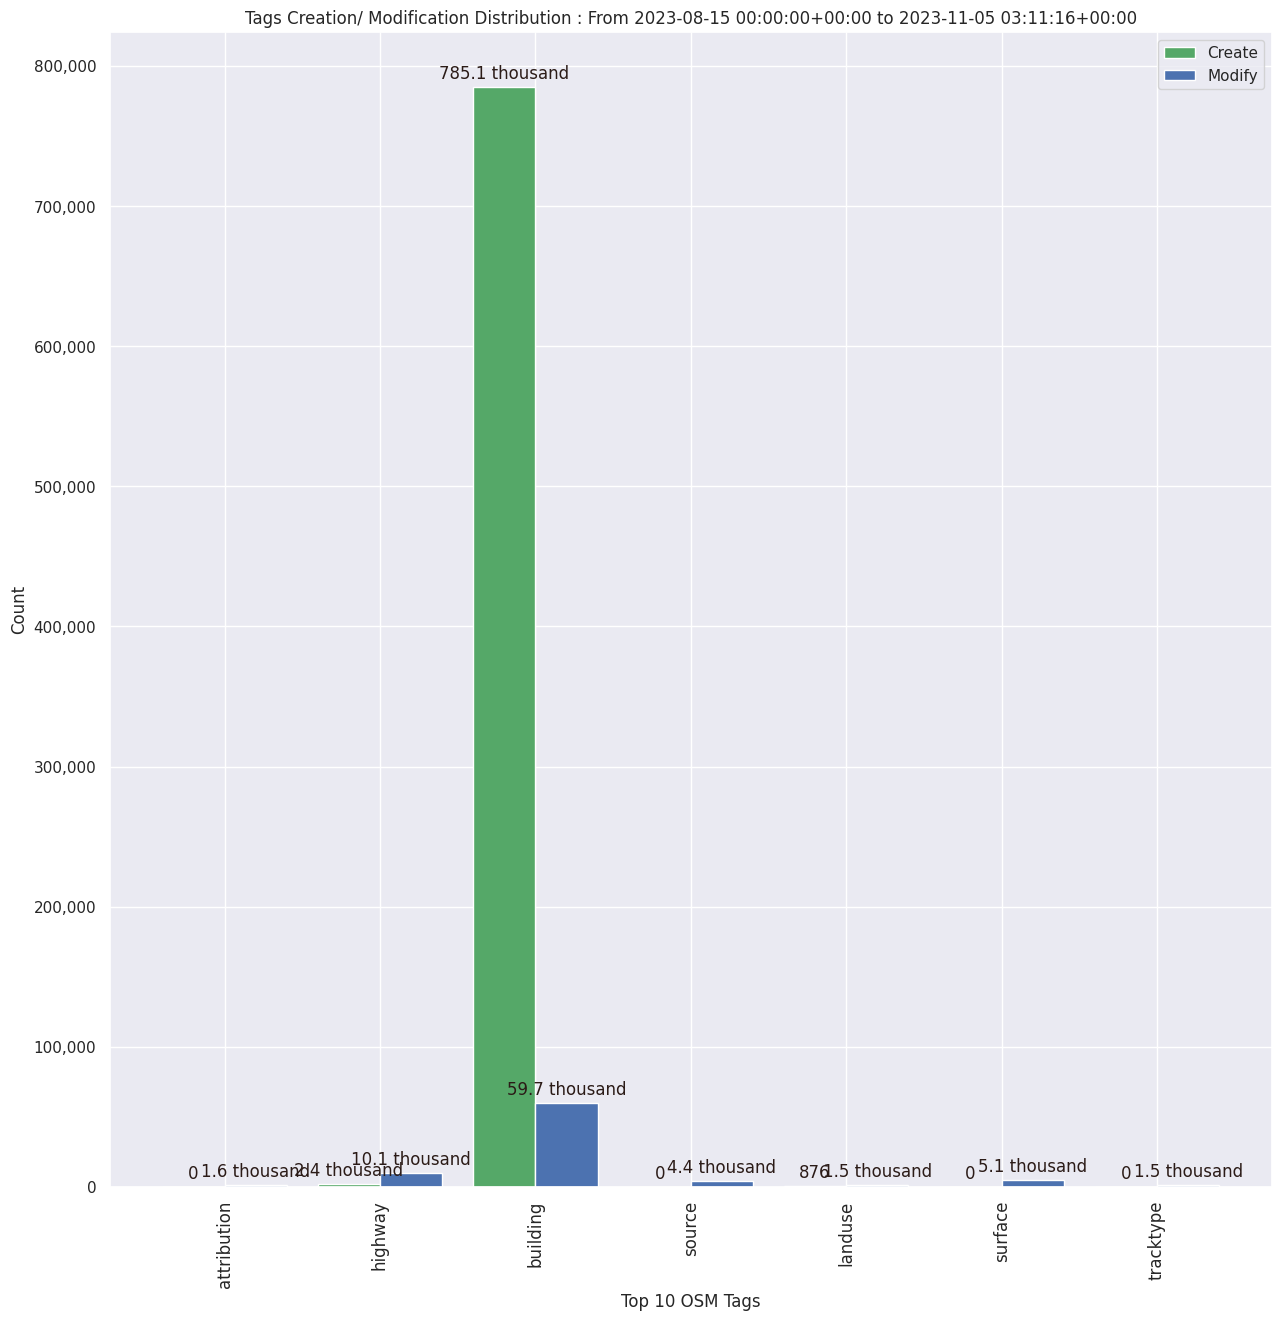 Tags Creation/ Modification Distribution : From 2023-08-15 00:00:00+00:00 to 2023-11-05 03:11:16+00:00
Create
Modify
800,000
700,000
600,000
500,000
400,000
300,000
200,000
100,000
0
Count
785.1 thousand
59.7 thousand
0
1.6 thousand
2.4 thousand
10.1 thousand
0
4.4 thousand
876
1.5 thousand
0
5.1 thousand
0
1.5 thousand
attribution
highway
building
source
landuse
surface
tracktype
Top 10 OSM Tags